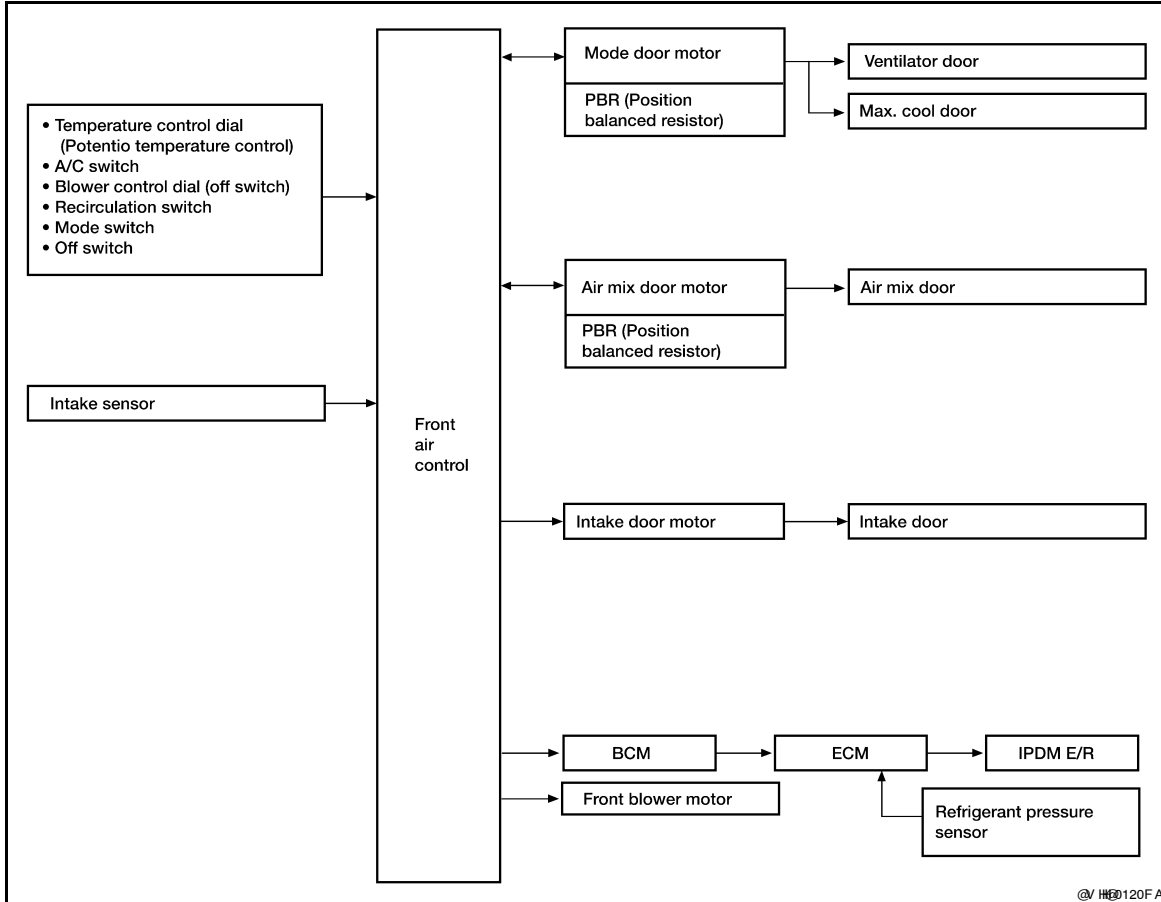 • Temperature control dial
(Potentio temperature control)
• A/C switch
• Blower control dial (off switch)
• Recirculation switch
• Mode switch
• Off switch
Intake sensor
Front
air
control
Mode door motor
PBR (Position
balanced resistor)
Ventilator door
Max. cool door
Air mix door motor
PBR (Position
balanced resistor)
Air mix door
Intake door motor
Intake door
BCM
ECM
IPDM E/R
Front blower motor
Refrigerant pressure
sensor